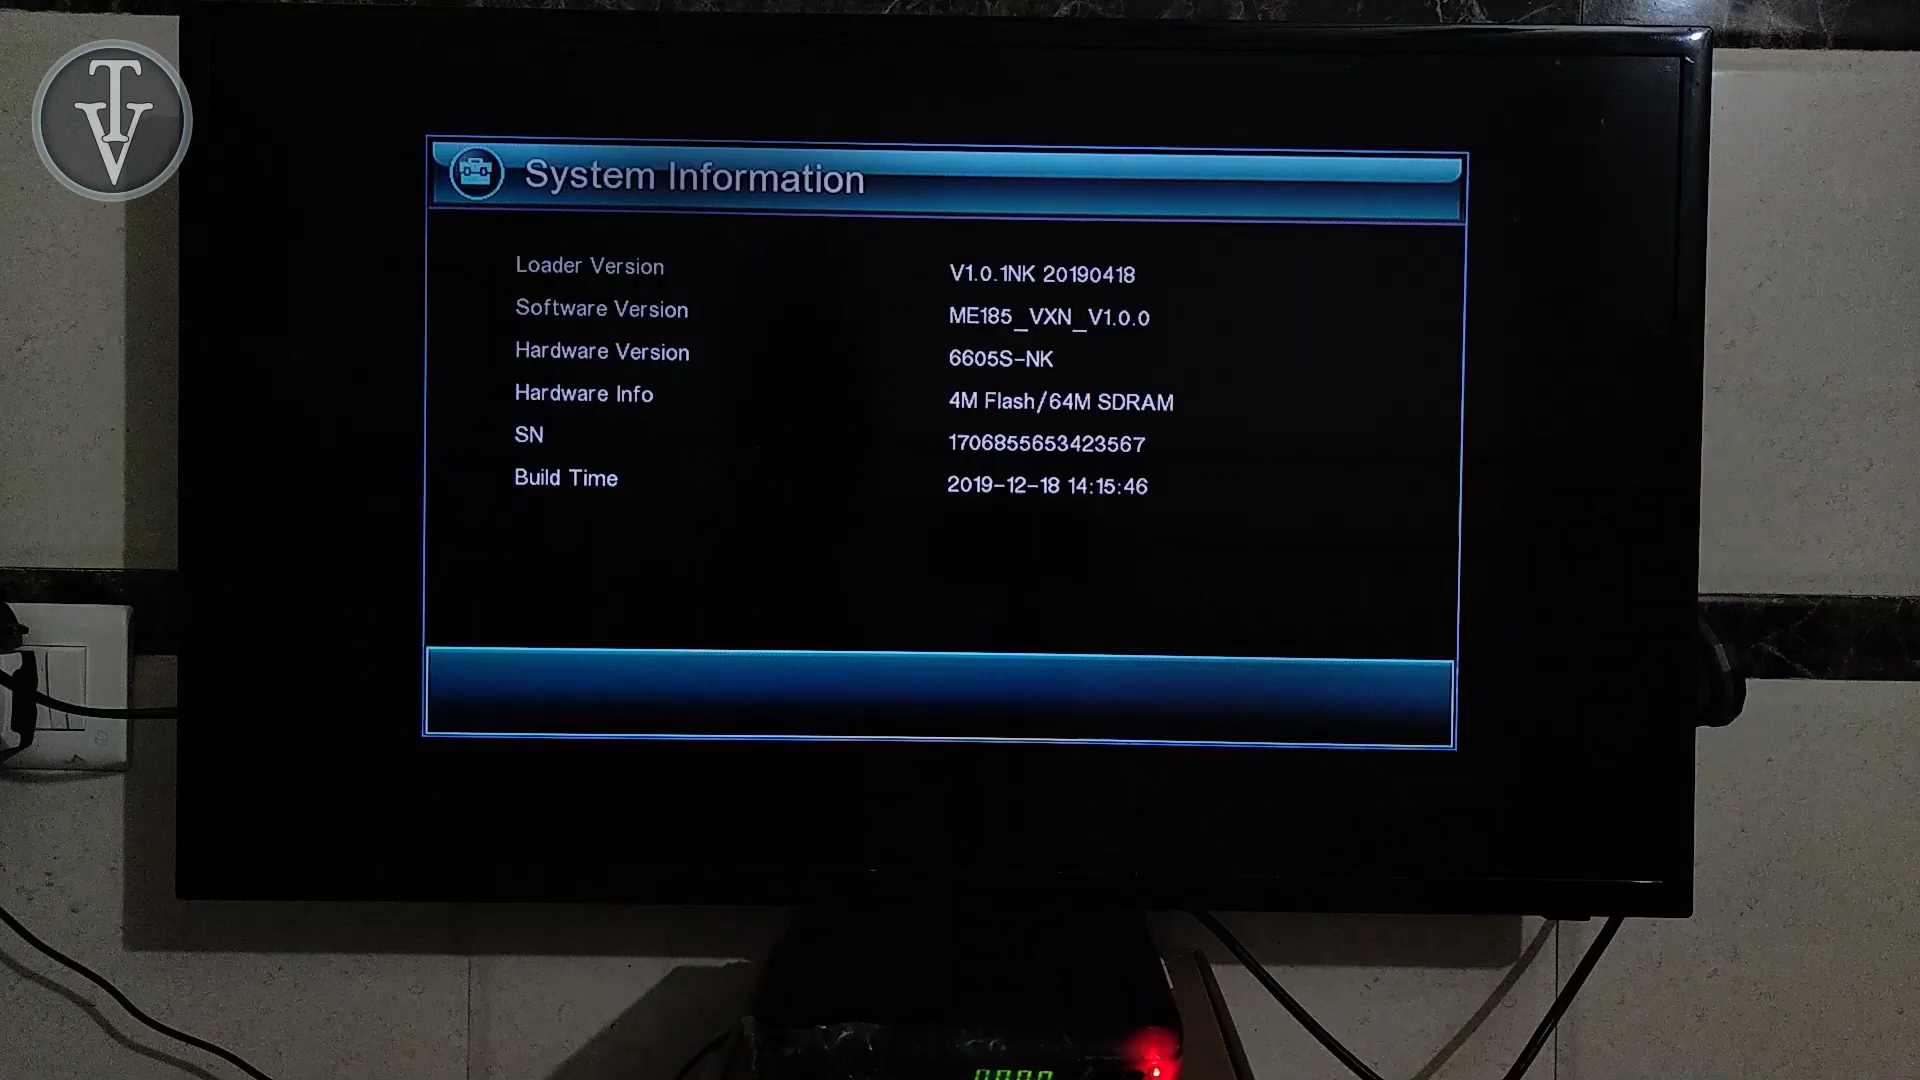 TV
System Information
Loader Version V1.0.1NK 20190418
Software Version ME185_VXN_V1.0.0
Hardware Version 6605S-NK
Hardware Info 4M Flash/64M SDRAM
SN 1706855653423567
Build Time 2019-12-18 14:15:46